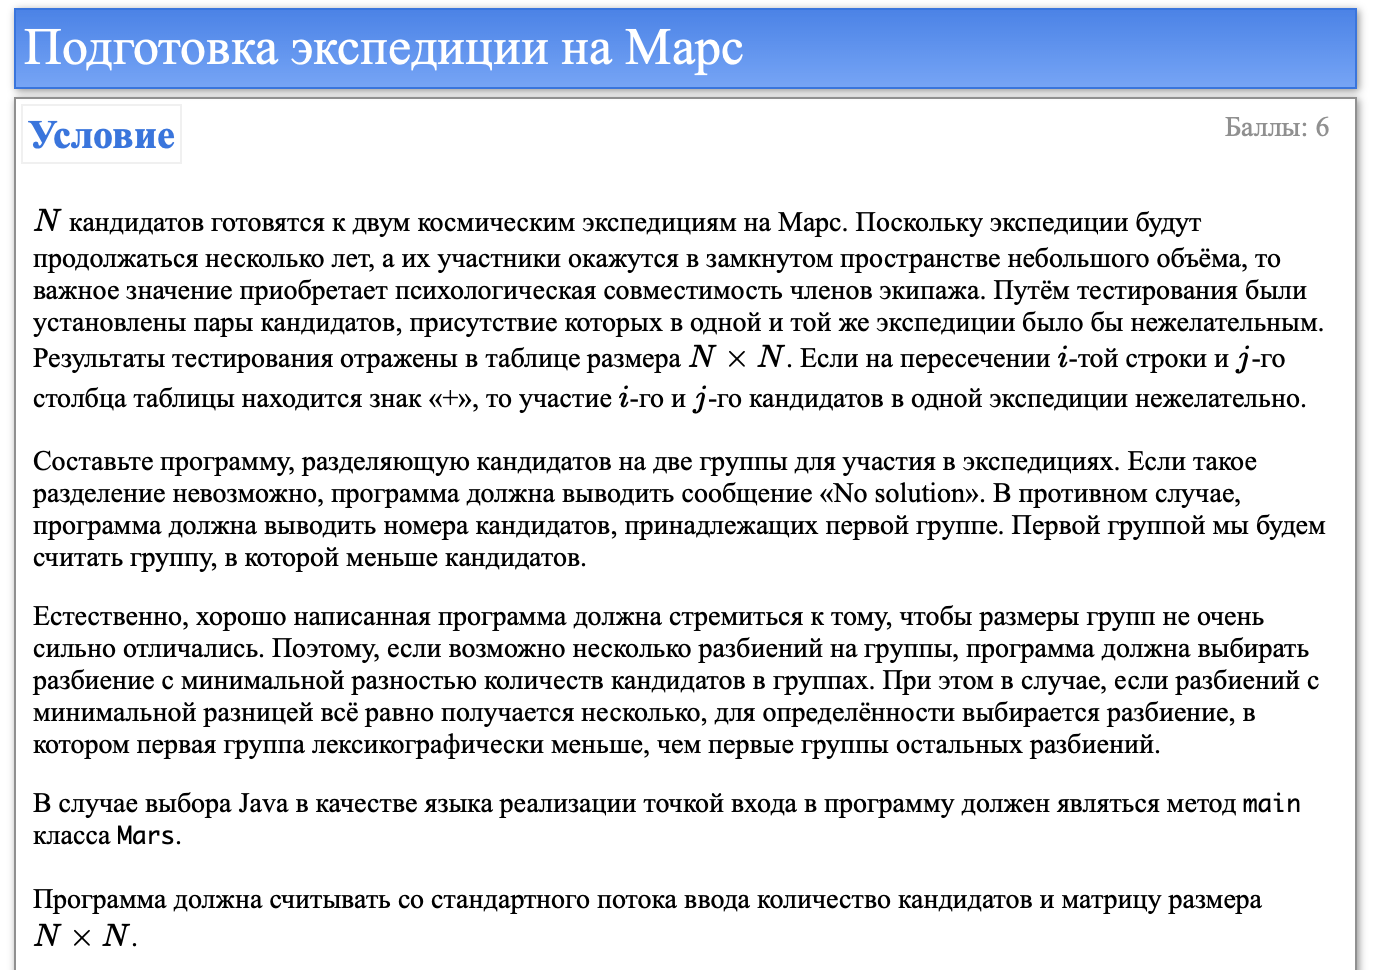 Подготовка экспедиции на Марс
Условие
Баллы: 6
N кандидатов готовятся к двум космическим экспедициям на Марс. Поскольку экспедиции будут
продолжаться несколько лет, а их участники окажутся в замкнутом пространстве небольшого объёма, то
важное значение приобретает психологическая совместимость членов экипажа. Путём тестирования были
установлены пары кандидатов, присутствие которых в одной и той же экспедиции было бы нежелательным.
Результаты тестирования отражены в таблице размера N × N. Если на пересечении i-той строки и j-го
столбца таблицы находится знак «+», то участие i-го и j-го кандидатов в одной экспедиции нежелательно.
Составьте программу, разделяющую кандидатов на две группы для участия в экспедициях. Если такое
разделение невозможно, программа должна выводить сообщение «No solution». В противном случае,
программа должна выводить номера кандидатов, принадлежащих первой группе. Первой группой мы будем
считать группу, в которой меньше кандидатов.
Естественно, хорошо написанная программа должна стремиться к тому, чтобы размеры групп не очень
сильно отличались. Поэтому, если возможно несколько разбиений на группы, программа должна выбирать
разбиение с минимальной разностью количеств кандидатов в группах. При этом в случае, если разбиений с
минимальной разницей всё равно получается несколько, для определённости выбирается разбиение, в
котором первая группа лексикографически меньше, чем первые группы остальных разбиений.
В случае выбора Java в качестве языка реализации точкой входа в программу должен являться метод main
класса Mars.
Программа должна считывать со стандартного потока ввода количество кандидатов и матрицу размера
N × N.